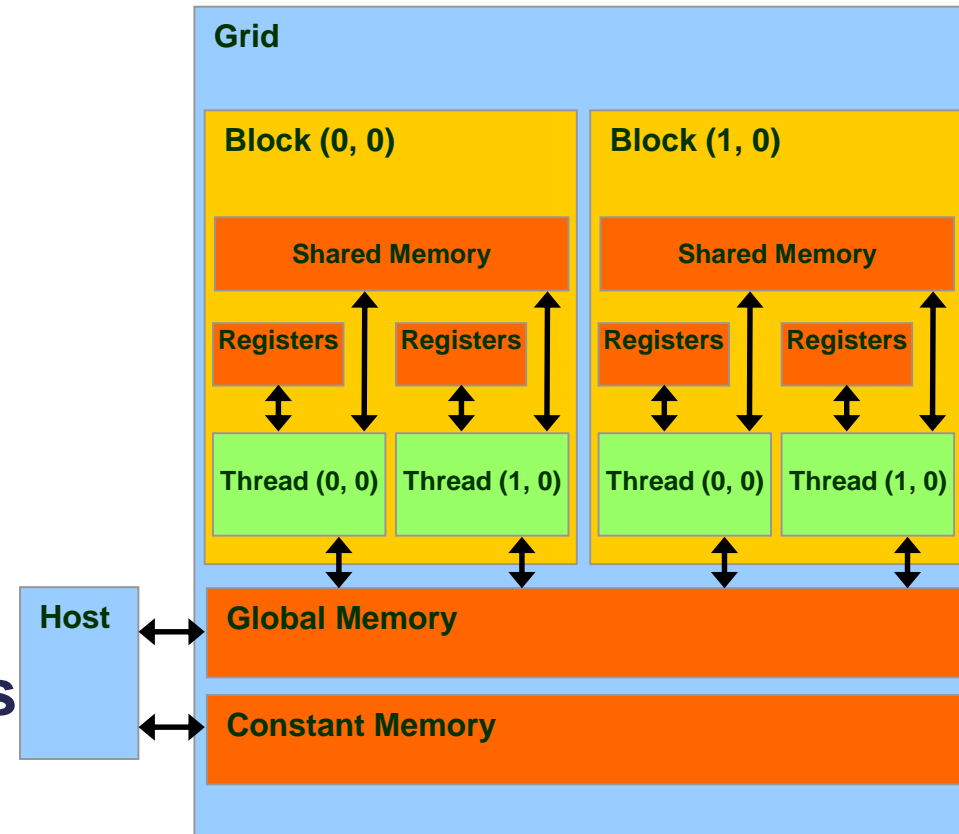 Grid
Block (0, 0) Block (1, 0)
Shared Memory Shared Memory
Registers Registers Registers Registers
Thread (0, 0) Thread (1, 0) Thread (0, 0) Thread (1, 0)
Host Global Memory
s
Constant Memory